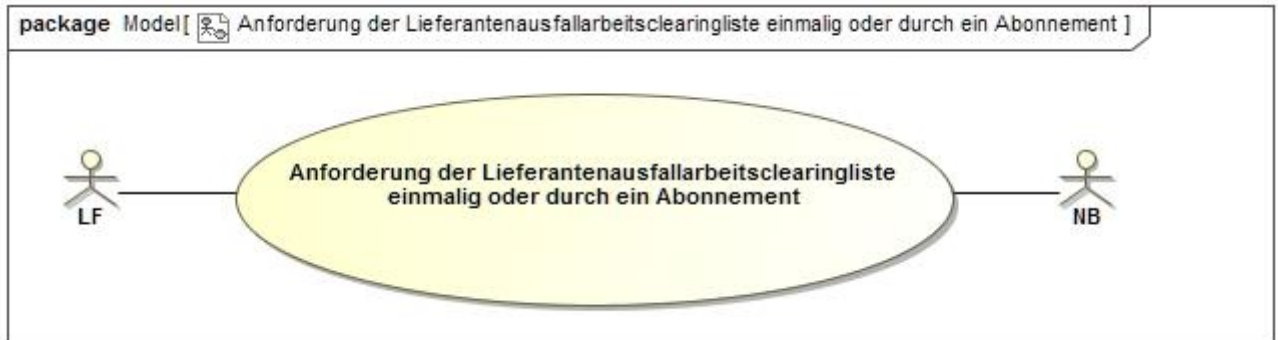 package Model[ Anforderung der Lieferantenausfallarbeitsclearingliste einmalig oder durch ein Abonnement ]
Anforderung der Lieferantenausfallarbeitsclearingliste
einmalig oder durch ein Abonnement
LF
NB